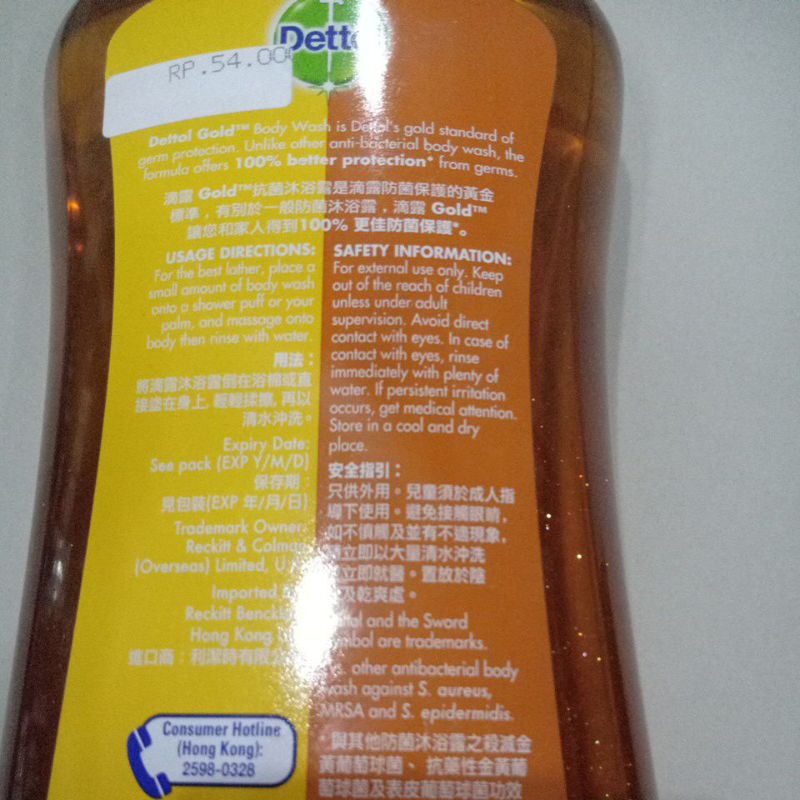 Dett
RP.54.000
Dettol Gold™ Body Wash is Dettol's gold standard of
germ protection. Unlike other anti-bacterial body wash, the
formula offers 100% better protection* from germs.
滴露 Gold™抗菌沐浴露是滴露防菌保護的黃金
標準，有別於一般防菌沐浴露，滴露 Gold™
讓您和家人得到100% 更佳防菌保護*。
USAGE DIRECTIONS:
For the best lather, place a
small amount of body wash
onto a shower puff or your
palm, and massage onto
body then rinse with water.
用法：
將滴露沐浴露倒在浴棉或直
接塗在身上, 輕輕揉擦, 再以
清水沖洗。
Expiry Date:
See pack (EXP Y/M/D)
保存期：
見包裝(EXP 年/月/日)
Trademark Owner:
Reckitt & Colman
(Overseas) Limited, U
Imported
Reckitt Benck
Hong Kong
進口商：利潔時有限公
Consumer Hotline
(Hong Kong):
2598-0328
SAFETY INFORMATION:
For external use only. Keep
out of the reach of children
unless under adult
supervision. Avoid direct
contact with eyes. In case of
contact with eyes, rinse
immediately with plenty of
water. If persistent irritation
occurs, get medical attention.
Store in a cool and dry
place.
安全指引：
只供外用。兒童須於成人指
導下使用。避免接觸眼睛，
如不慎觸及並有不適現象，
立即以大量清水沖洗
立即就醫。置放於陰
及乾爽處。
and the Sword
are trademarks.
other antibacterial body
wash against S. aureus,
MRSA and S. epidermidis.
*與其他防菌沐浴露之殺滅金
黃葡萄球菌、抗藥性金黃葡
萄球菌及表皮葡萄球菌功效